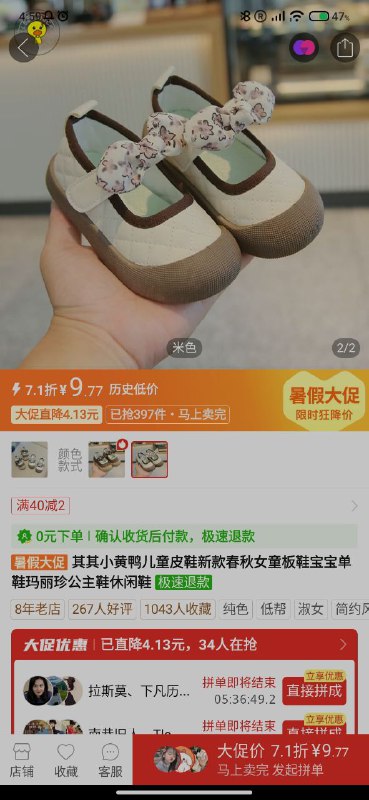 4:59
47%
米色
2/2
7.1折¥9.77 历史低价
大促直降4.13元 已抢397件·马上卖完
暑假大促
限时狂降价
颜色
款式
满40减2
0元下单 | 确认收货后付款，极速退款
暑假大促 其其小黄鸭儿童皮鞋新款春秋女童板鞋宝宝单
鞋玛丽珍公主鞋休闲鞋 极速退款
8年老店 267人好评 1043人收藏 纯色 低帮 淑女 简约风
大促优惠 | 已直降4.13元，34人在抢
立享优惠
拉斯莫、下凡历... 拼单即将结束 直接拼成
05:36:49.2
立享优惠
拼单即将结束
店铺 收藏 客服
大促价 7.1折¥9.77
马上卖完 发起拼单